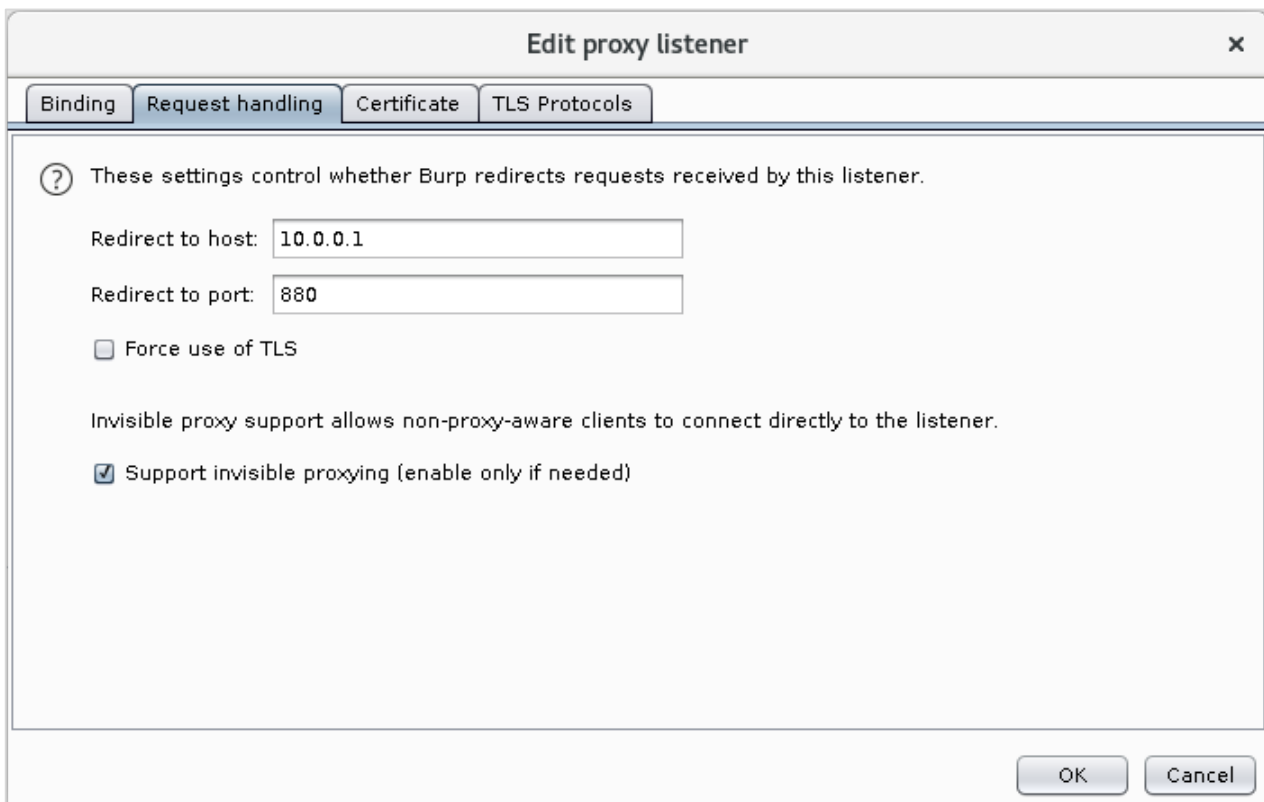 Edit proxy listener
Binding Request handling Certificate TLS Protocols
These settings control whether Burp redirects requests received by this listener.
Redirect to host: 10.0.0.1
Redirect to port: 880
Force use of TLS
Invisible proxy support allows non-proxy-aware clients to connect directly to the listener.
Support invisible proxying (enable only if needed)
OK Cancel